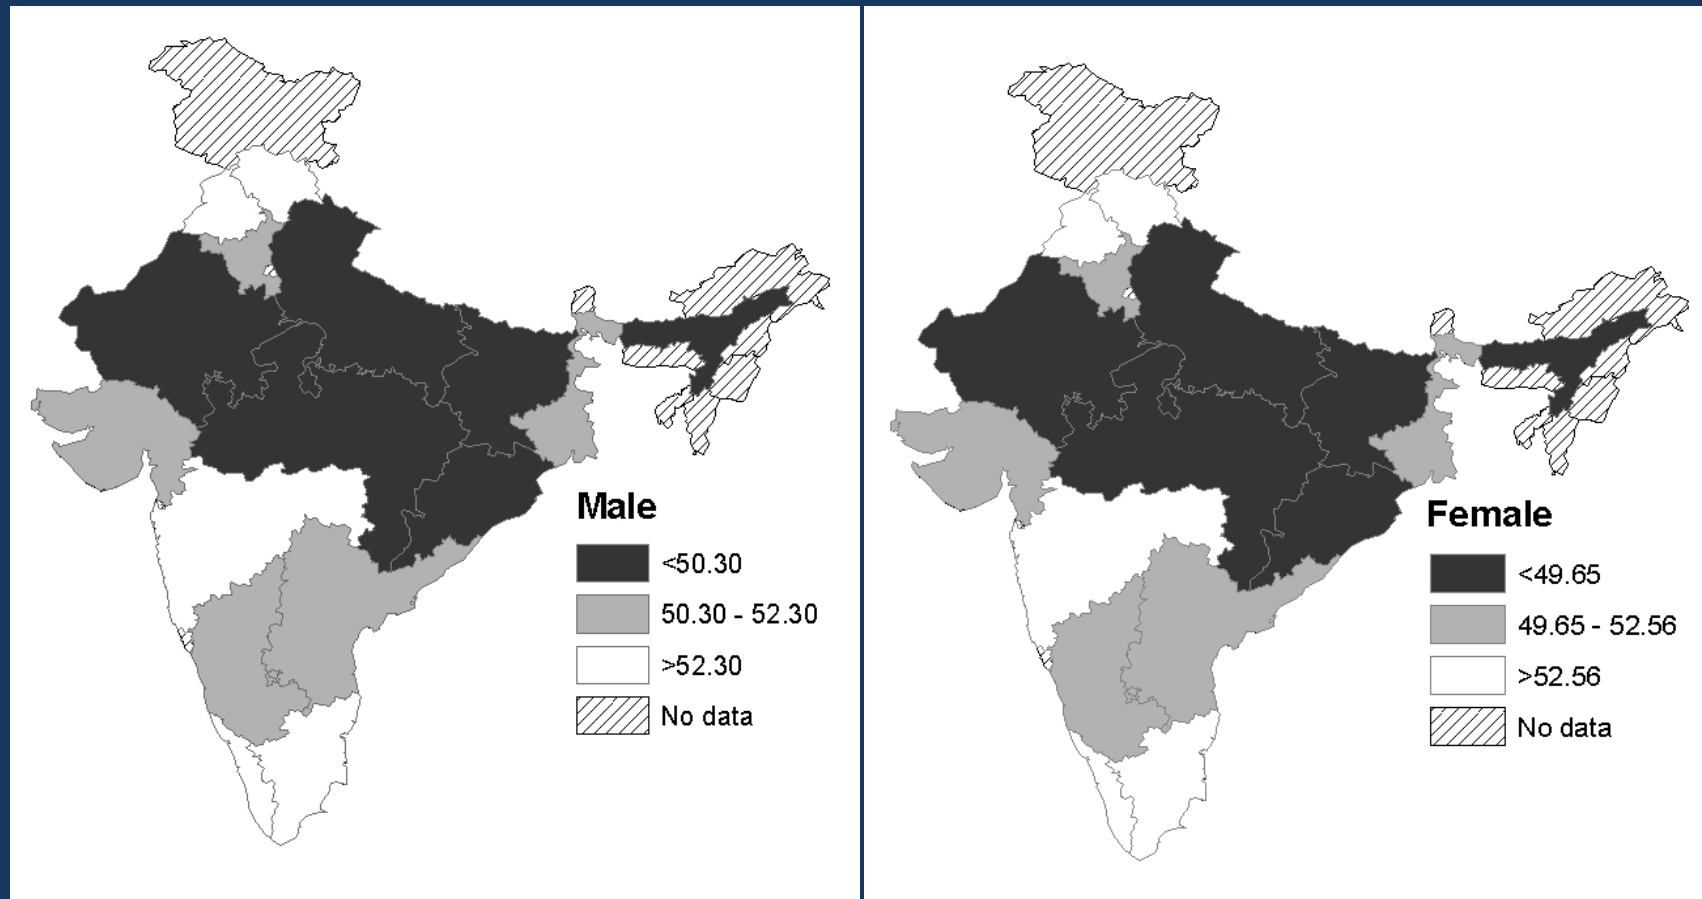 Male
<50.30
50.30 - 52.30
>52.30
No data
Female
<49.65
49.65 - 52.56
>52.56
No data